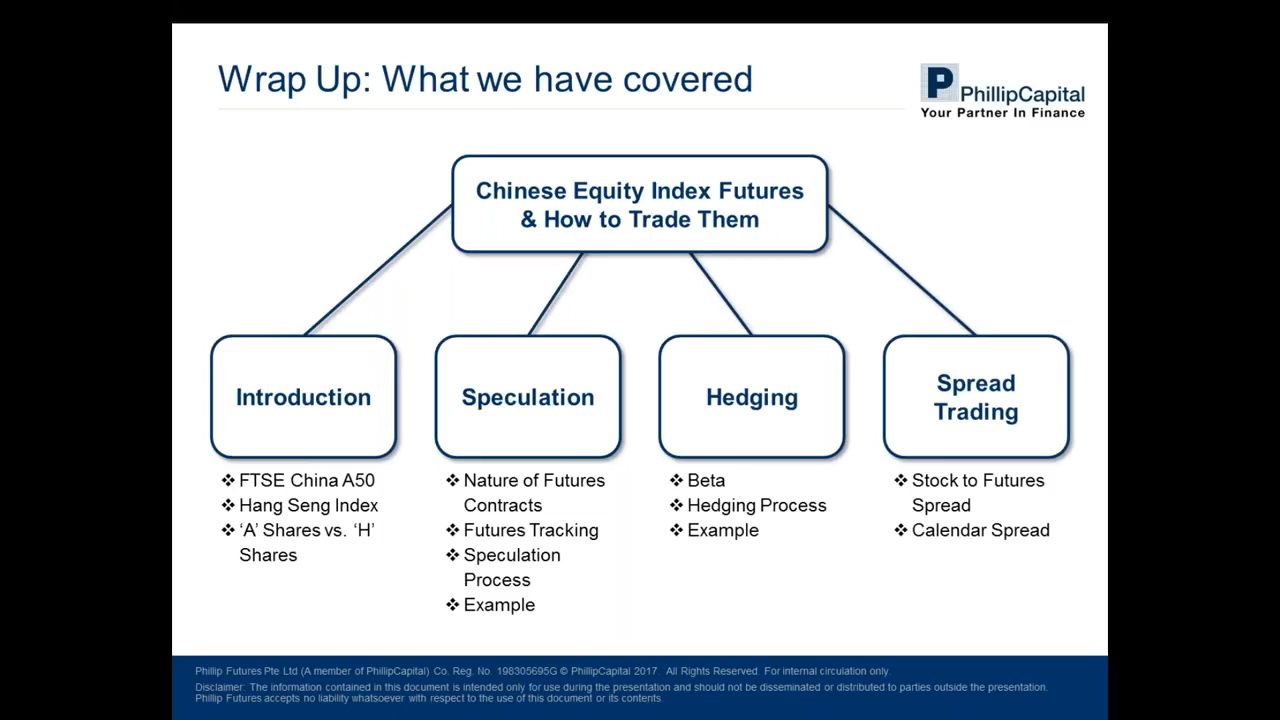 Wrap Up: What we have covered
P
PhillipCapital
Your Partner In Finance
Chinese Equity Index Futures
& How to Trade Them
Introduction
❖ FTSE China A50
❖ Hang Seng Index
❖ ‘A’ Shares vs. ‘H’
Shares
Speculation
❖ Nature of Futures
Contracts
❖ Futures Tracking
❖ Speculation
Process
❖ Example
Hedging
❖ Beta
❖ Hedging Process
❖ Example
Spread
Trading
❖ Stock to Futures
Spread
❖ Calendar Spread
Phillip Futures Pte Ltd (A member of PhillipCapital) Co. Reg. No. 198305695G © PhillipCapital 2017. All Rights Reserved. For internal circulation only.
Disclaimer: The information contained in this document is intended only for use during the presentation and should not be disseminated or distributed to parties outside the presentation.
Phillip Futures accepts no liability whatsoever with respect to the use of this document or its contents.